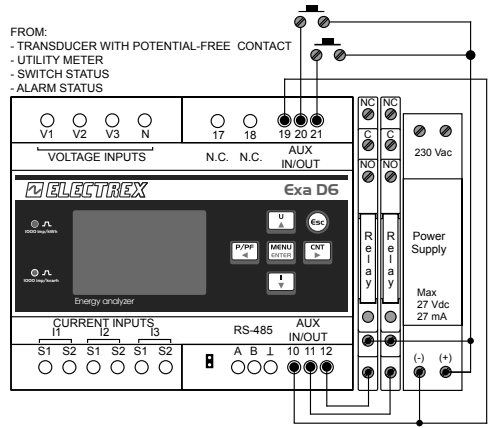 FROM:
- TRANSDUCER WITH POTENTIAL-FREE CONTACT
- UTILITY METER
- SWITCH STATUS
- ALARM STATUS
NC NC
V1 V2 V3 N 17 18 19 20 21
C C
230 Vac
VOLTAGE INPUTS N.C. N.C. AUX
IN/OUT
NO NO
ELECTREX Exa D6
1000 imp/kWh
1000 imp/kvarh
U
Esc
P/PF
MENU
ENTER
CNT
I
Energy analyzer
Relay
Relay
Power
Supply
Max
27 Vdc
27 mA
CURRENT INPUTS
I1 I2 I3
RS-485
AUX
IN/OUT
S1 S2 S1 S2 S1 S2 A B ⊥ 10 11 12
(-) (+)